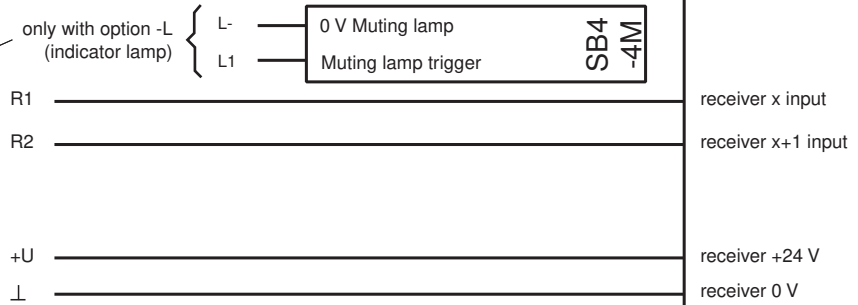 only with option -L
(indicator lamp)
L- 0 V Muting lamp
L1 Muting lamp trigger
SB4
-4M
R1 receiver x input
R2 receiver x+1 input
+U receiver +24 V
⊥ receiver 0 V